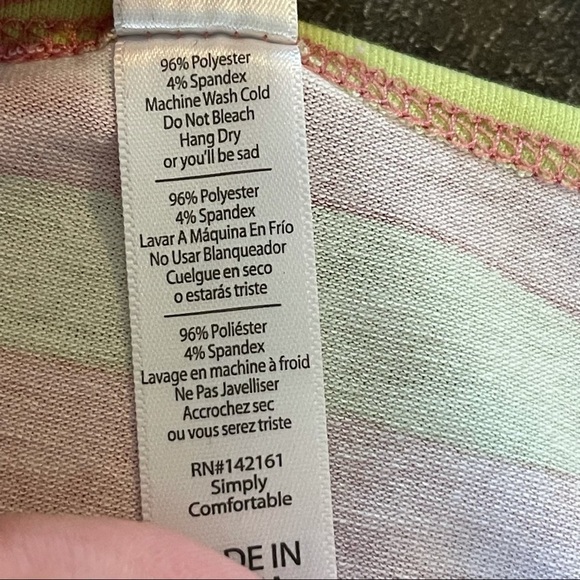 96% Polyester
4% Spandex
Machine Wash Cold
Do Not Bleach
Hang Dry
or you'll be sad
96% Polyester
4% Spandex
Lavar A Máquina En Frío
No Usar Blanqueador
Cuelgue en seco
o estarás triste
96% Poliéster
4% Spandex
Lavage en machine à froid
Ne Pas Javelliser
Accrochez sec
ou vous serez triste
RN#142161
Simply
Comfortable
DE IN